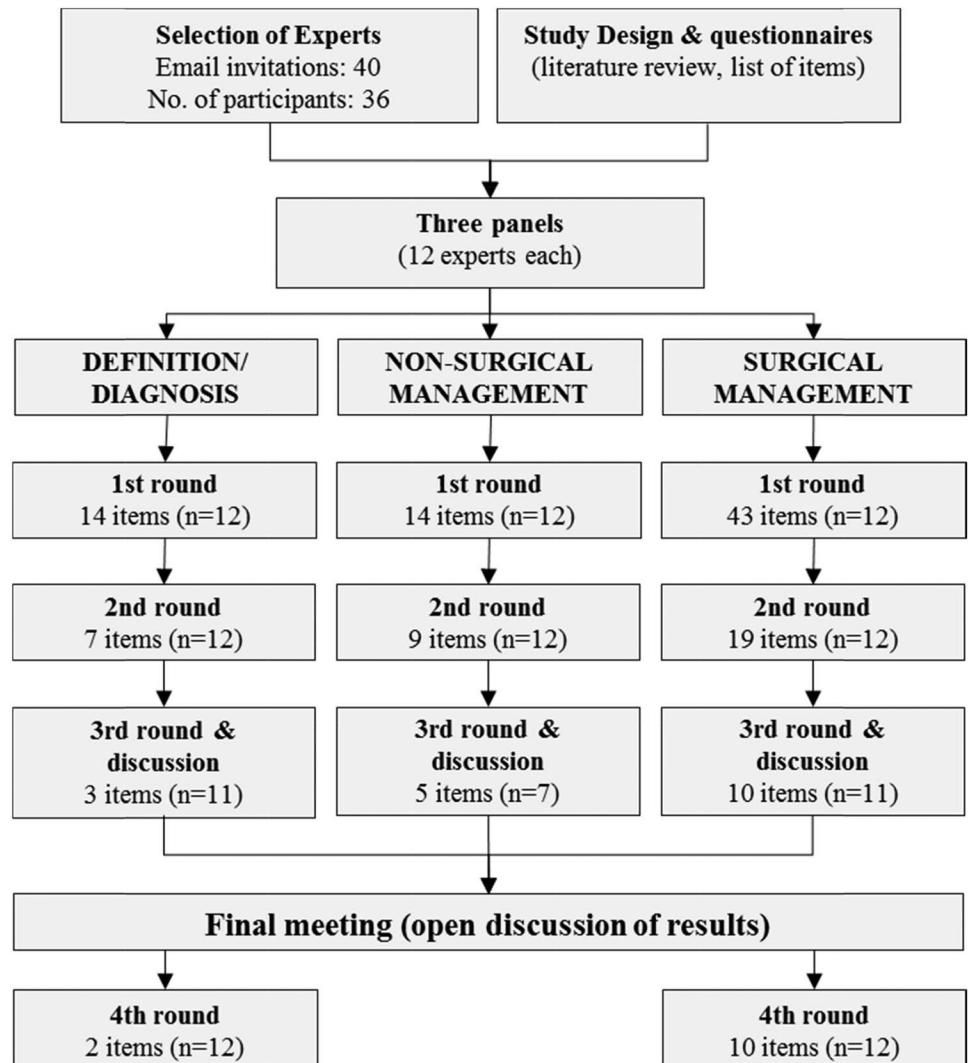 Selection of Experts
Email invitations: 40
No. of participants: 36
Study Design & questionnaires
(literature review, list of items)
Three panels
(12 experts each)
DEFINITION/
DIAGNOSIS
NON-SURGICAL
MANAGEMENT
SURGICAL
MANAGEMENT
1st round
14 items (n=12)
1st round
14 items (n=12)
1st round
43 items (n=12)
2nd round
7 items (n=12)
2nd round
9 items (n=12)
2nd round
19 items (n=12)
3rd round &
discussion
3 items (n=11)
3rd round &
discussion
5 items (n=7)
3rd round &
discussion
10 items (n=11)
Final meeting (open discussion of results)
4th round
2 items (n=12)
4th round
10 items (n=12)